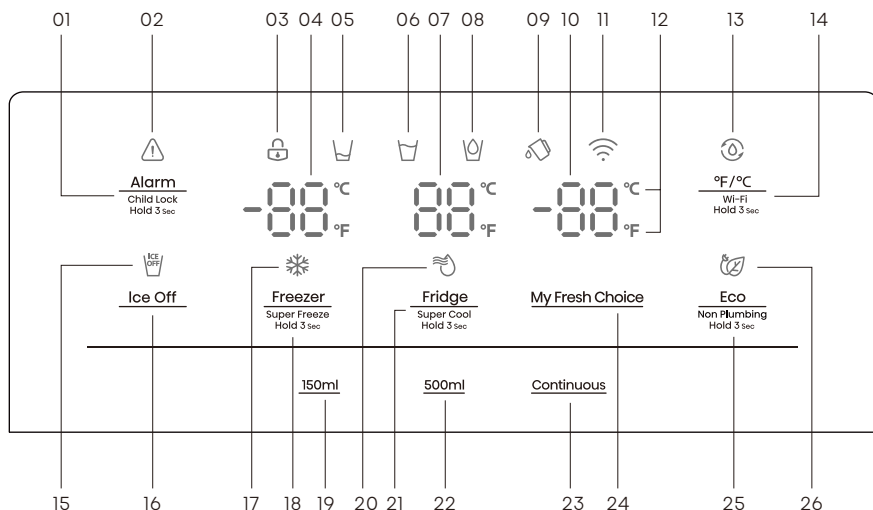 01 02 03 04 05 06 07 08 09 10 11 12 13 14
Alarm
Child Lock
Hold 3 Sec
-88 °C
°F
88 °C
°F
-88 °C
°F
°F/°C
Wi-Fi
Hold 3 Sec
ICE
OFF
Ice Off
Freezer
Super Freeze
Hold 3 Sec
Fridge
Super Cool
Hold 3 Sec
My Fresh Choice
Eco
Non Plumbing
Hold 3 Sec
150ml 500ml Continuous
15 16 17 18 19 20 21 22 23 24 25 26